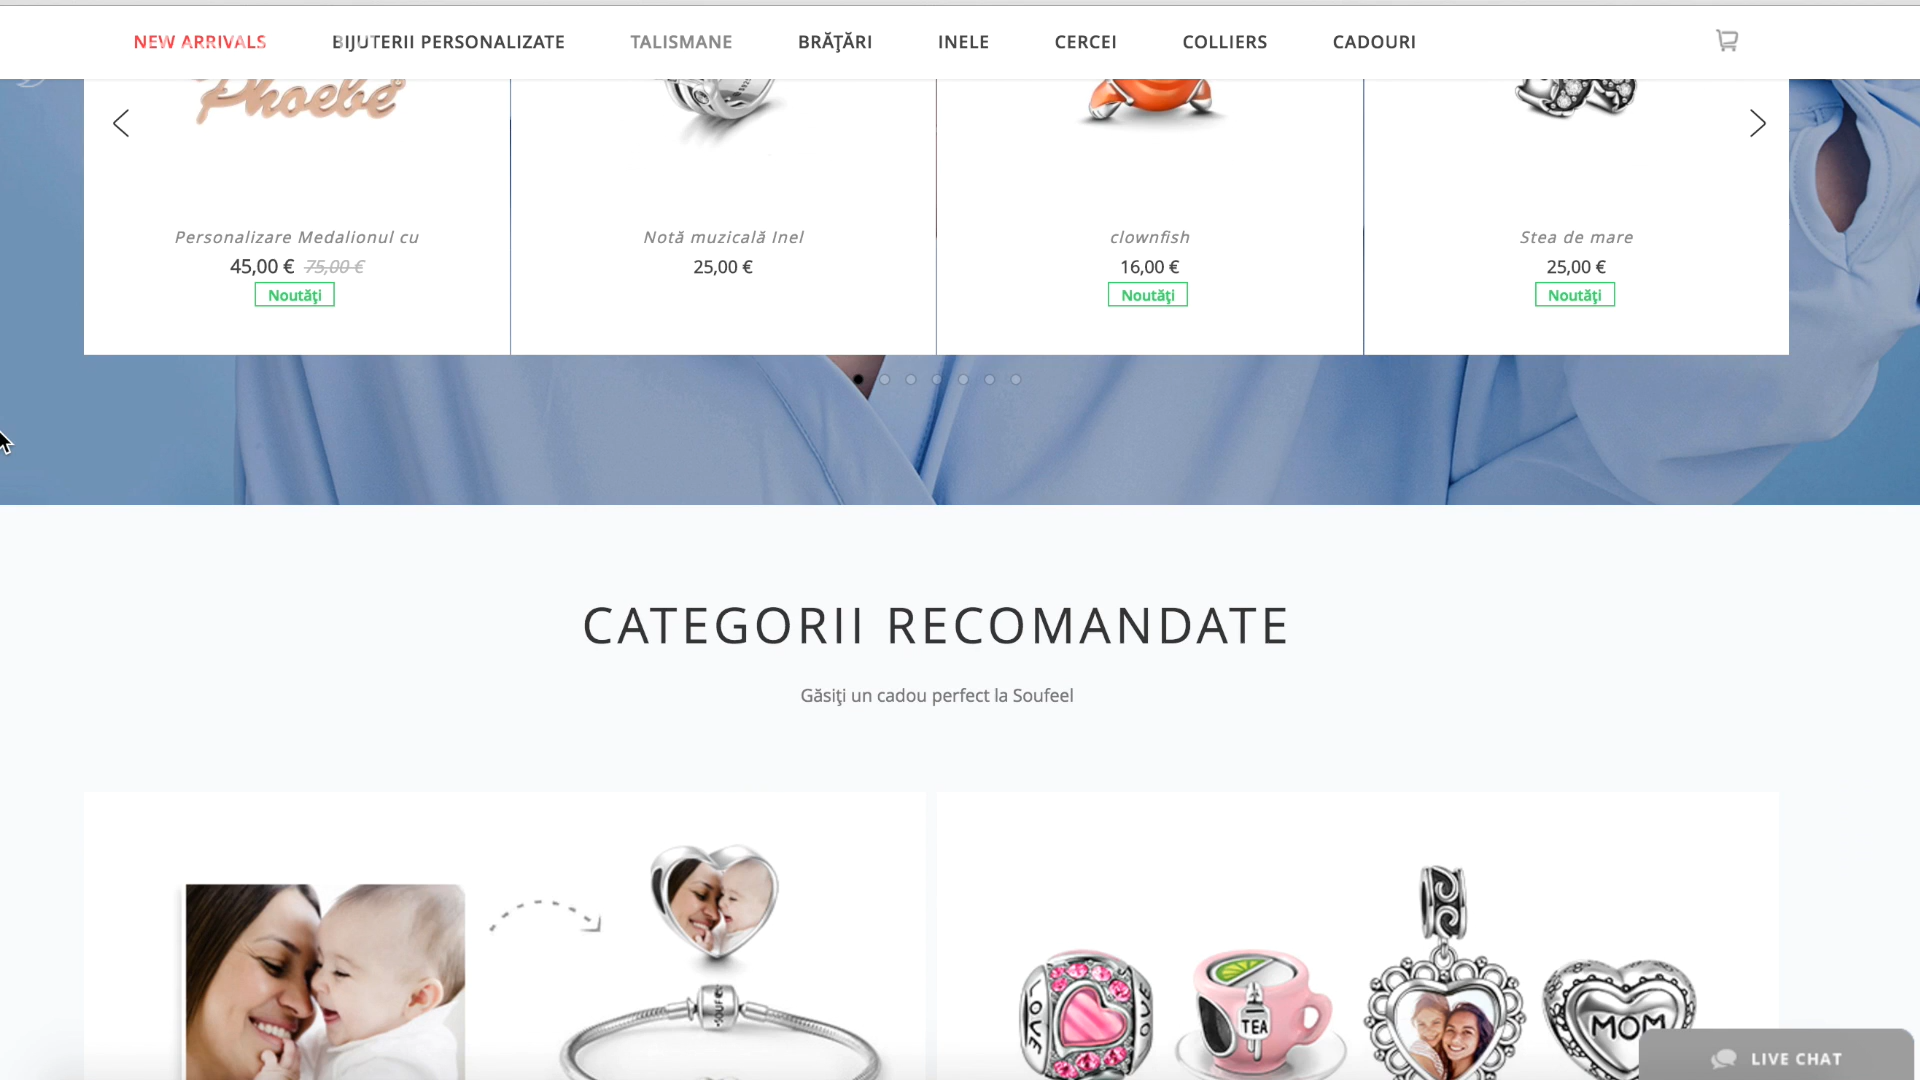 NEW ARRIVALS BIJUTERII PERSONALIZATE TALISMANE BRĂȚĂRI INELE CERCEI COLLIERS CADOURI
Phoebe
Personalizare Medalionul cu
45,00 € 75,00 €
Noutăţi
Notă muzicală Inel
25,00 €
clownfish
16,00 €
Noutăţi
Stea de mare
25,00 €
Noutăţi
CATEGORII RECOMANDATE
Găsiţi un cadou perfect la Soufeel
LOVE
TEA
MOM
LIVE CHAT